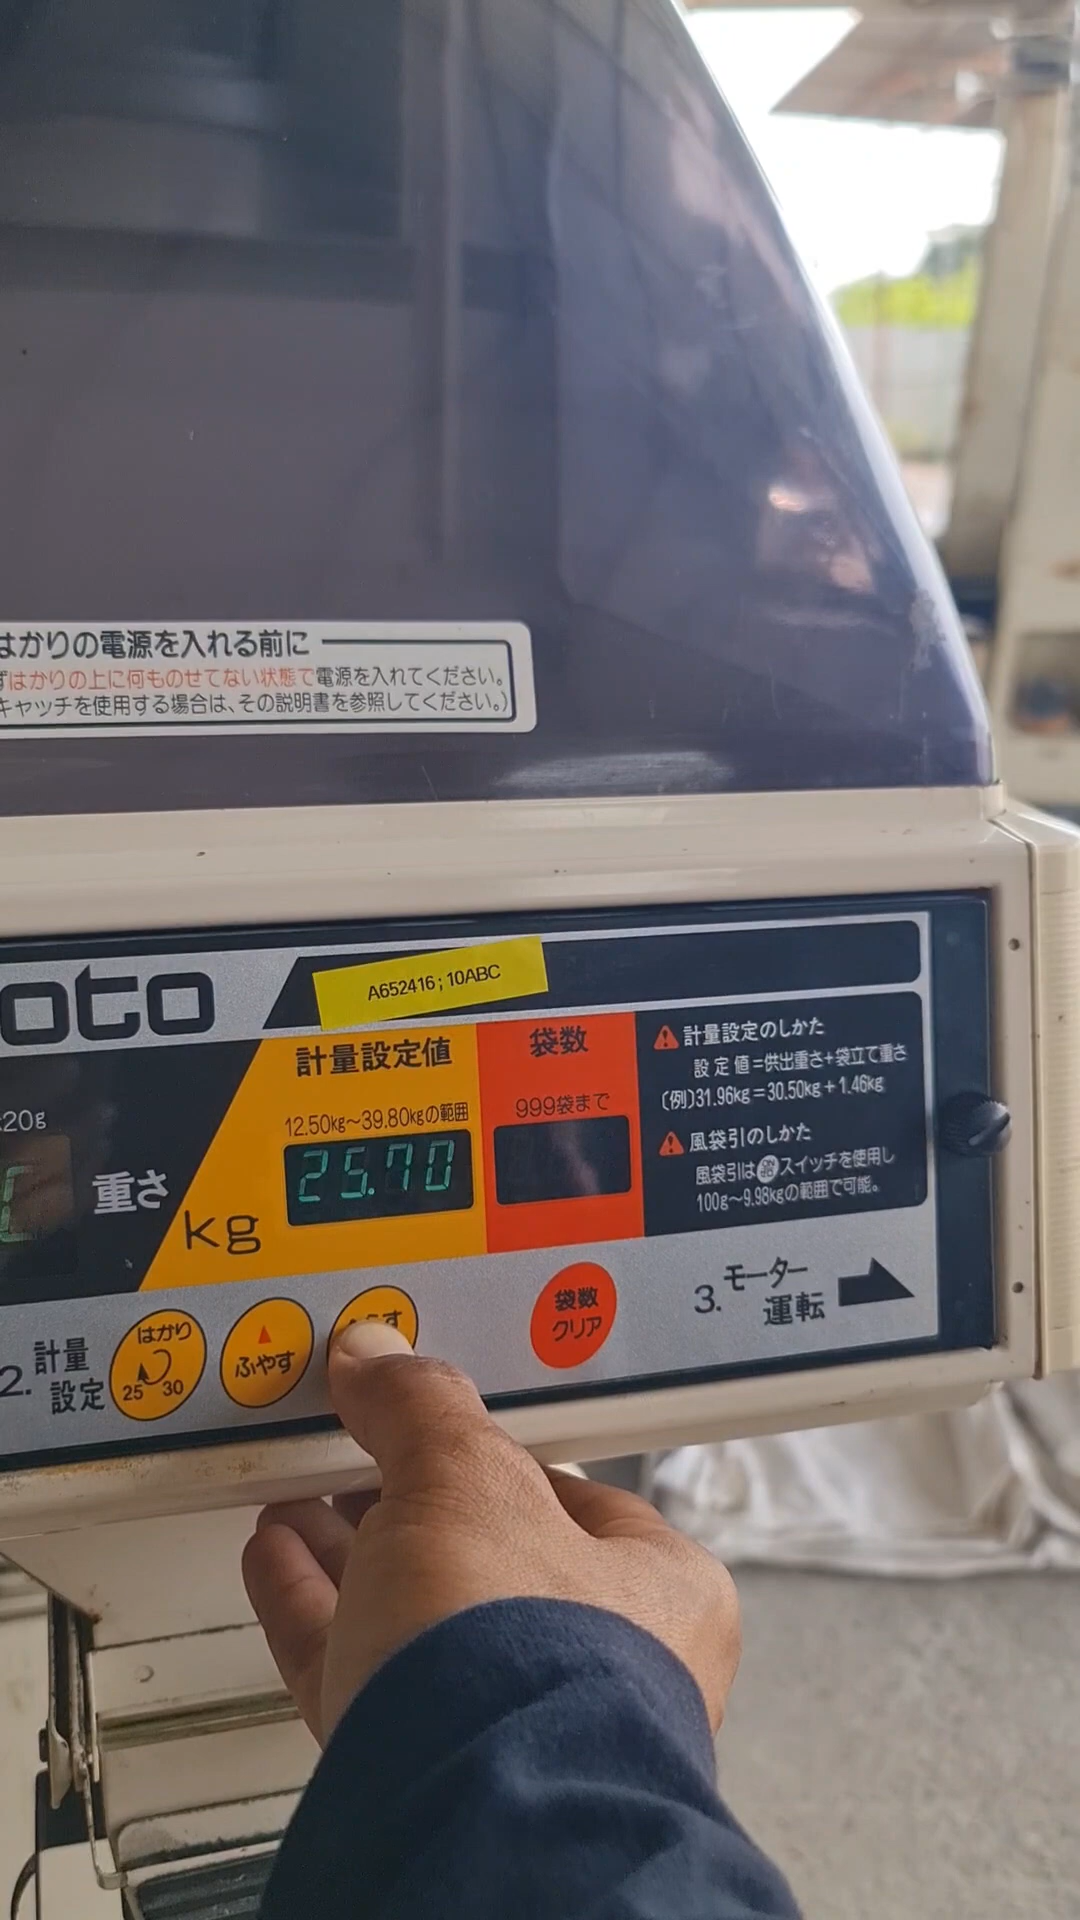 はかりの電源を入れる前に
ずはかりの上に何ものせてない状態で電源を入れてください。
キャッチを使用する場合は、その説明書を参照してください。)
oto
A652416 ; 10ABC
計量設定値
袋数
12.50kg〜39.80kgの範囲
999袋まで
25.70
20g
重さ
kg
計量設定のしかた
設定値=供出重さ+袋立て重さ
(例)31.96kg=30.50kg+1.46kg
風袋引のしかた
風袋引は スイッチを使用し
100g〜9.98kgの範囲で可能。
2. 計量
設定
はかり
25 30
ふやす
らす
袋数
クリア
3. モーター
運転